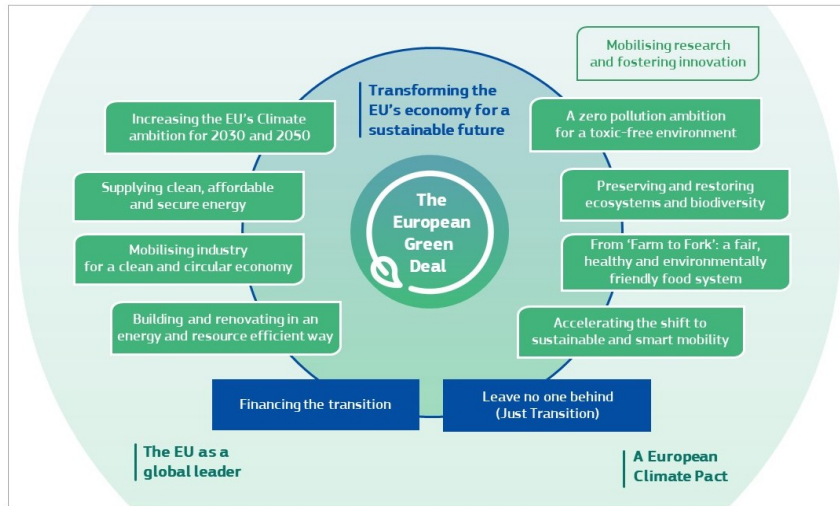 Mobilising research
and fostering innovation
Transforming the
EU's economy for a
sustainable future
Increasing the EU's Climate
ambition for 2030 and 2050
A zero pollution ambition
for a toxic-free environment
Supplying clean, affordable
and secure energy
The
European
Green
Deal
Preserving and restoring
ecosystems and biodiversity
Mobilising industry
for a clean and circular economy
From ‘Farm to Fork’: a fair,
healthy and environmentally
friendly food system
Building and renovating in an
energy and resource efficient way
Accelerating the shift to
sustainable and smart mobility
Financing the transition
Leave no one behind
(Just Transition)
The EU as a
global leader
A European
Climate Pact